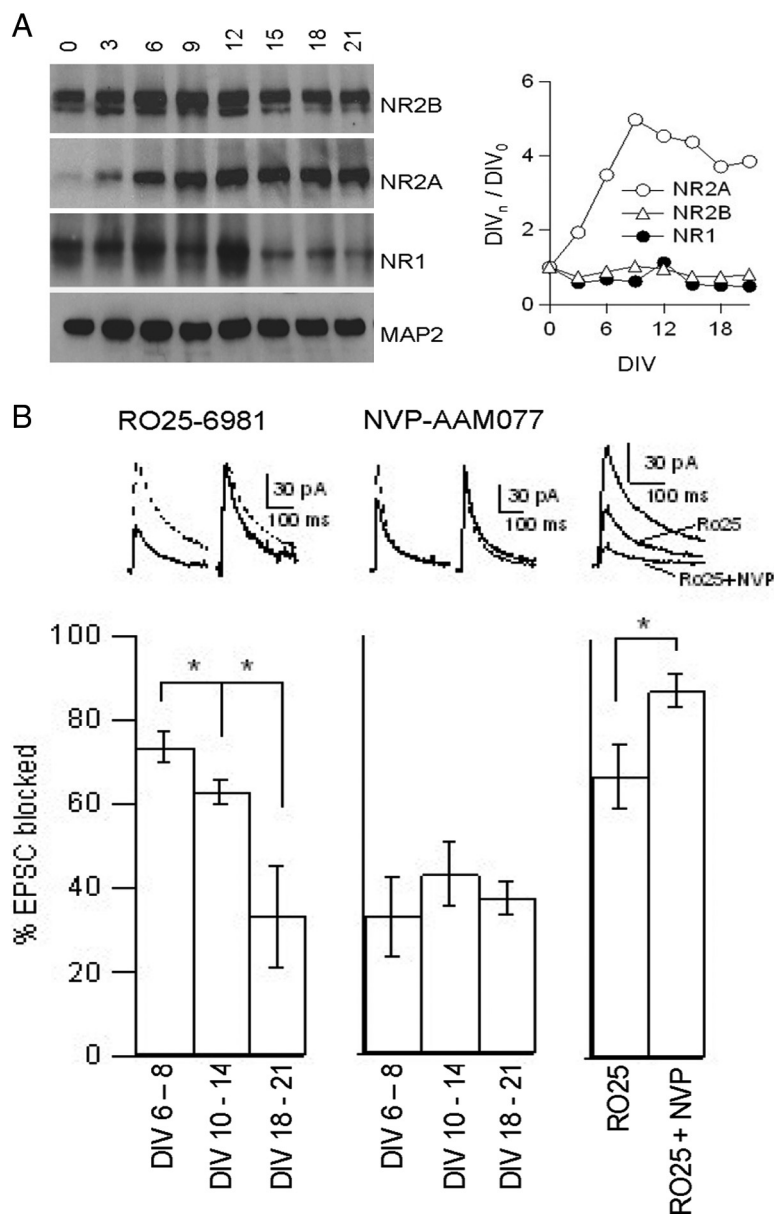 A
0 3 6 9 12 15 18 21
NR2B
NR2A
NR1
MAP2
DIVn / DIV0
6
4
2
0
NR2A
NR2B
NR1
0 6 12 18
DIV
B
RO25-6981
NVP-AAM077
30 pA
100 ms
30 pA
100 ms
30 pA
100 ms
Ro25
Ro25+NVP
% EPSC blocked
100
80
60
40
20
0
* *
*
DIV 6 – 8
DIV 10 - 14
DIV 18 - 21
DIV 6 – 8
DIV 10 - 14
DIV 18 - 21
RO25
RO25 + NVP